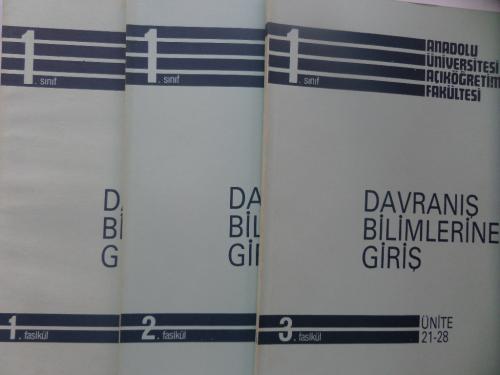 1. sınıf
DA
Bİ
G
1. fasikül
1. sınıf
DA
BİL
GİR
2. fasikül
1. sınıf
ANADOLU
ÜNİVERSİTESİ
AÇIKÖĞRETİM
FAKÜLTESİ
DAVRANIŞ
BİLİMLERİNE
GİRİŞ
3. fasikül
ÜNİTE
21-28